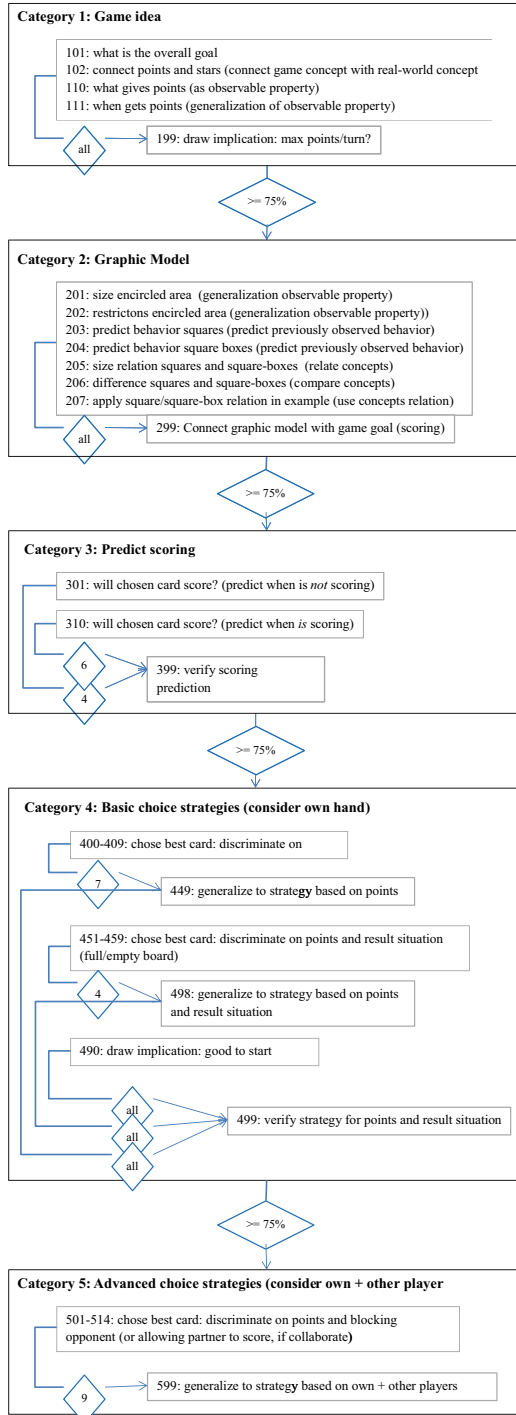 Category 1: Game idea
101: what is the overall goal
102: connect points and stars (connect game concept with real-world concept
110: what gives points (as observable property)
111: when gets points (generalization of observable property)
all
199: draw implication: max points/turn?
>= 75%
Category 2: Graphic Model
201: size encircled area (generalization observable property)
202: restrictons encircled area (generalization observable property))
203: predict behavior squares (predict previously observed behavior)
204: predict behavior square boxes (predict previously observed behavior)
205: size relation squares and square-boxes (relate concepts)
206: difference squares and square-boxes (compare concepts)
207: apply square/square-box relation in example (use concepts relation)
all
299: Connect graphic model with game goal (scoring)
>= 75%
Category 3: Predict scoring
301: will chosen card score? (predict when is not scoring)
310: will chosen card score? (predict when is scoring)
6
399: verify scoring
prediction
4
>= 75%
Category 4: Basic choice strategies (consider own hand)
400-409: chose best card: discriminate on
7
449: generalize to strategy based on points
451-459: chose best card: discriminate on points and result situation
(full/empty board)
4
498: generalize to strategy based on points
and result situation
490: draw implication: good to start
all
499: verify strategy for points and result situation
all
all
>= 75%
Category 5: Advanced choice strategies (consider own + other player
501-514: chose best card: discriminate on points and blocking
opponent (or allowing partner to score, if collaborate)
9
599: generalize to strategy based on own + other players